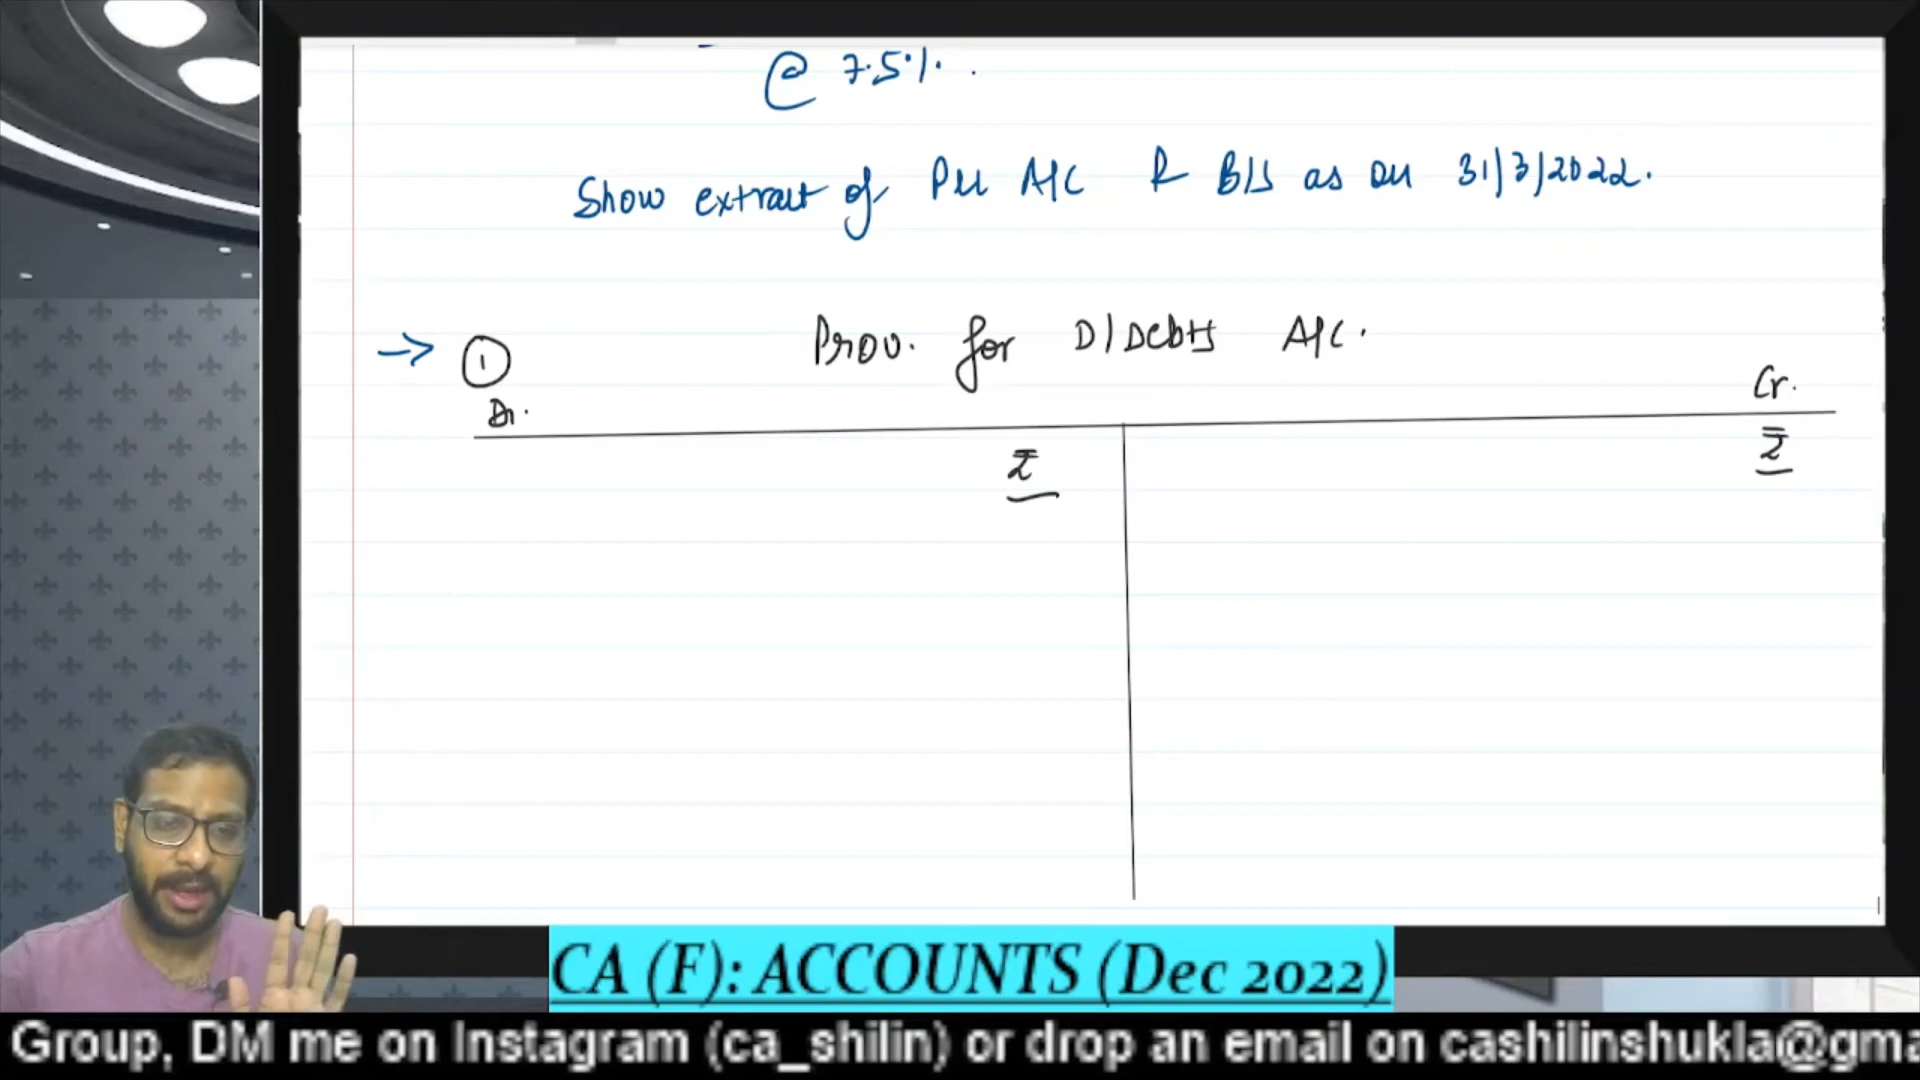 @ 7.5%.
Show extract of P&L A/c & B/S as on 31/3/2022.
→ ① Prov. for D/Debts A/c.
Dr. Cr.
₹ ₹
CA (F): ACCOUNTS (Dec 2022)
Group, DM me on Instagram (ca_shilin) or drop an email on cashilinshukla@gma